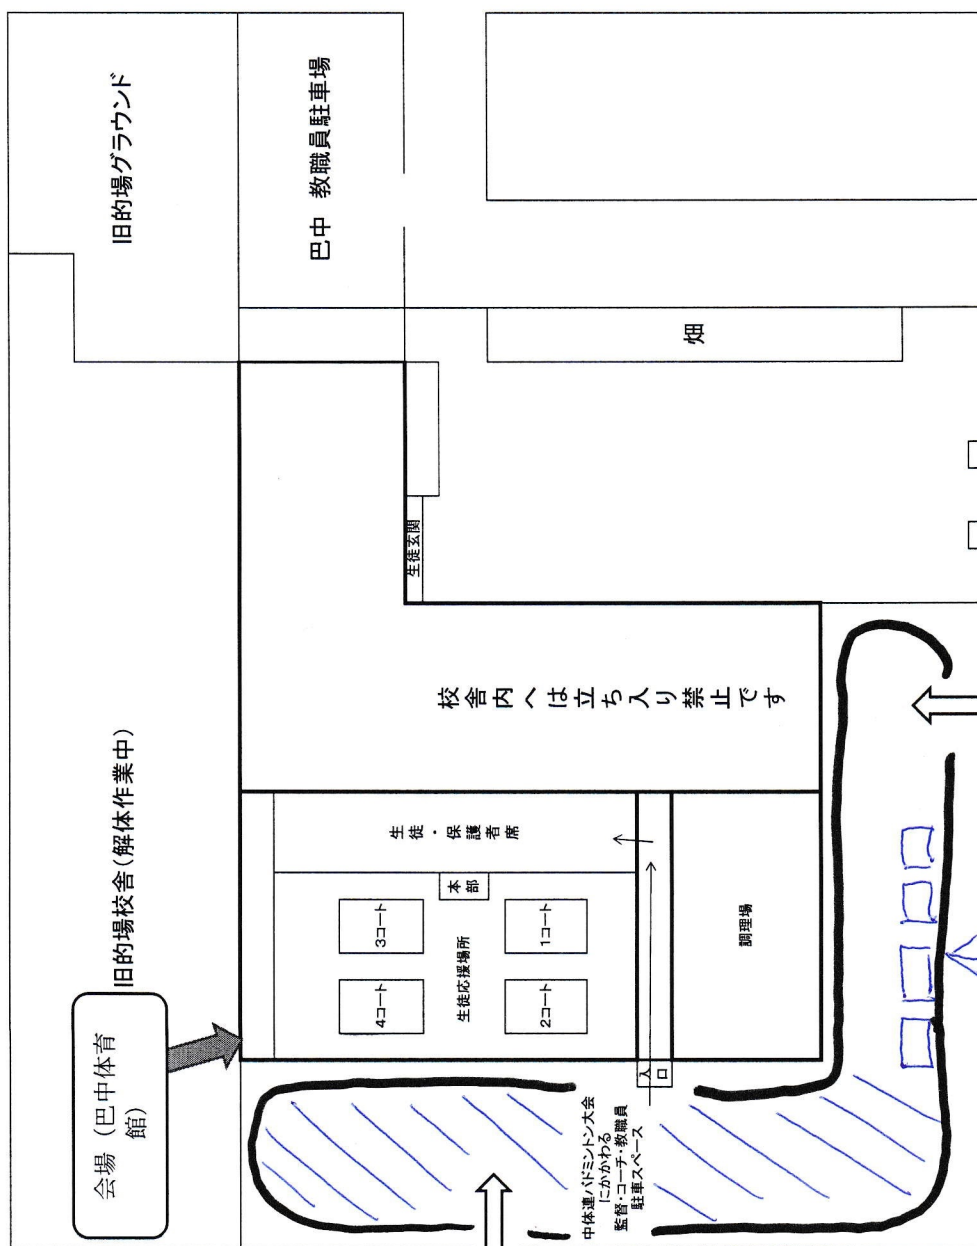 旧的場グラウンド
巴中 教職員駐車場
畑
生徒玄関
旧的場校舎(解体作業中)
会場（巴中体育
館）
校舎内へは立ち入り禁止です
生徒・保護者席
本部
3コート
4コート
生徒応援場所
1コート
2コート
調理場
入口
中体連バドミントン大会
にかかわる
監督・コーチ・教職員
駐車スペース